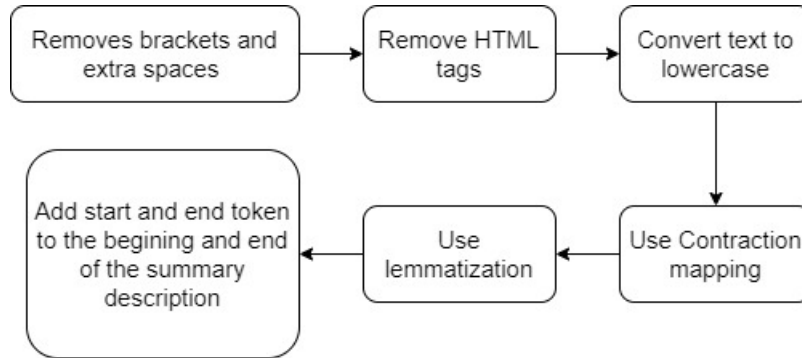 Removes brackets and
extra spaces
Remove HTML
tags
Convert text to
lowercase
Use Contraction
mapping
Use
lemmatization
Add start and end token
to the begining and end
of the summary
description